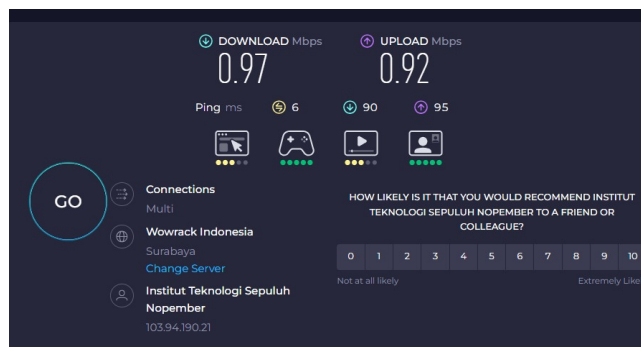 DOWNLOAD Mbps
0.97
UPLOAD Mbps
0.92
Ping ms 6 90 95
GO
Connections
Multi
Wowrack Indonesia
Surabaya
Change Server
Institut Teknologi Sepuluh
Nopember
103.94.190.21
HOW LIKELY IS IT THAT YOU WOULD RECOMMEND INSTITUT
TEKNOLOGI SEPULUH NOPEMBER TO A FRIEND OR
COLLEAGUE?
0 1 2 3 4 5 6 7 8 9 10
Not at all likely
Extremely Like